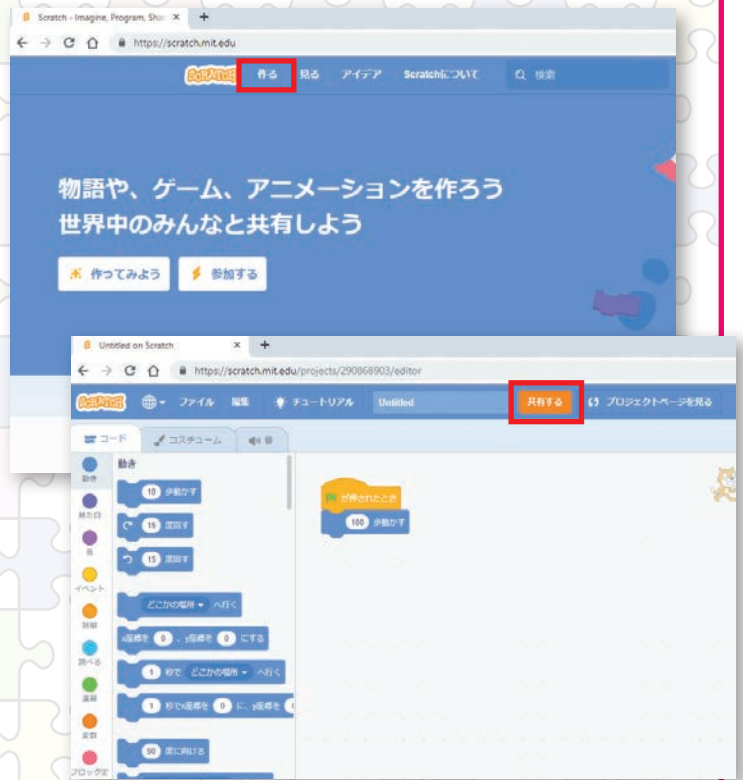 Scratch - Imagine, Program, Sha
https://scratch.mit.edu
SCRATCH 作る 見る アイデア Scratchについて 検索
物語や、ゲーム、アニメーションを作ろう
世界中のみんなと共有しよう
作ってみよう 参加する
Untitled on Scratch
https://scratch.mit.edu/projects/290868903/editor
SCRATCH ファイル 編集 チュートリアル Untitled 共有する プロジェクトページを見る
コード コスチューム 音
動き
動き
見た目
音
イベント
制御
調べる
演算
変数
ブロック定
10 歩動かす
15 度回す
15 度回す
どこかの場所 へ行く
x座標を 0 、y座標を 0 にする
1 秒で どこかの場所 へ行く
1 秒でx座標を 0 に、y座標を
90 度に向ける
が押されたとき
100 歩動かす